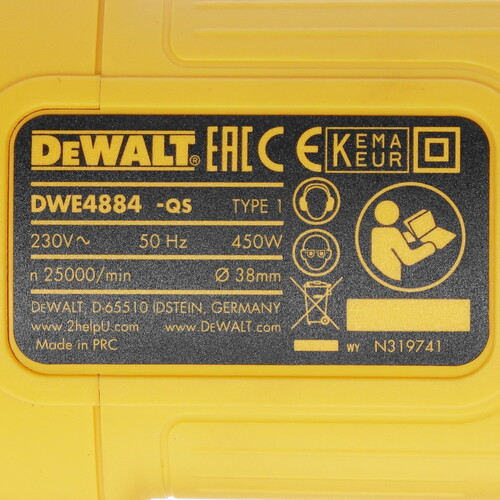 DEWALT® EAC CE KEMA KEUR
DWE4884 -QS TYPE 1
230V~ 50 Hz 450W
n 25000/min Ø 38mm
DEWALT, D-65510 IDSTEIN, GERMANY
www.2helpU.com www.DEWALT.com
Made in PRC WY N319741